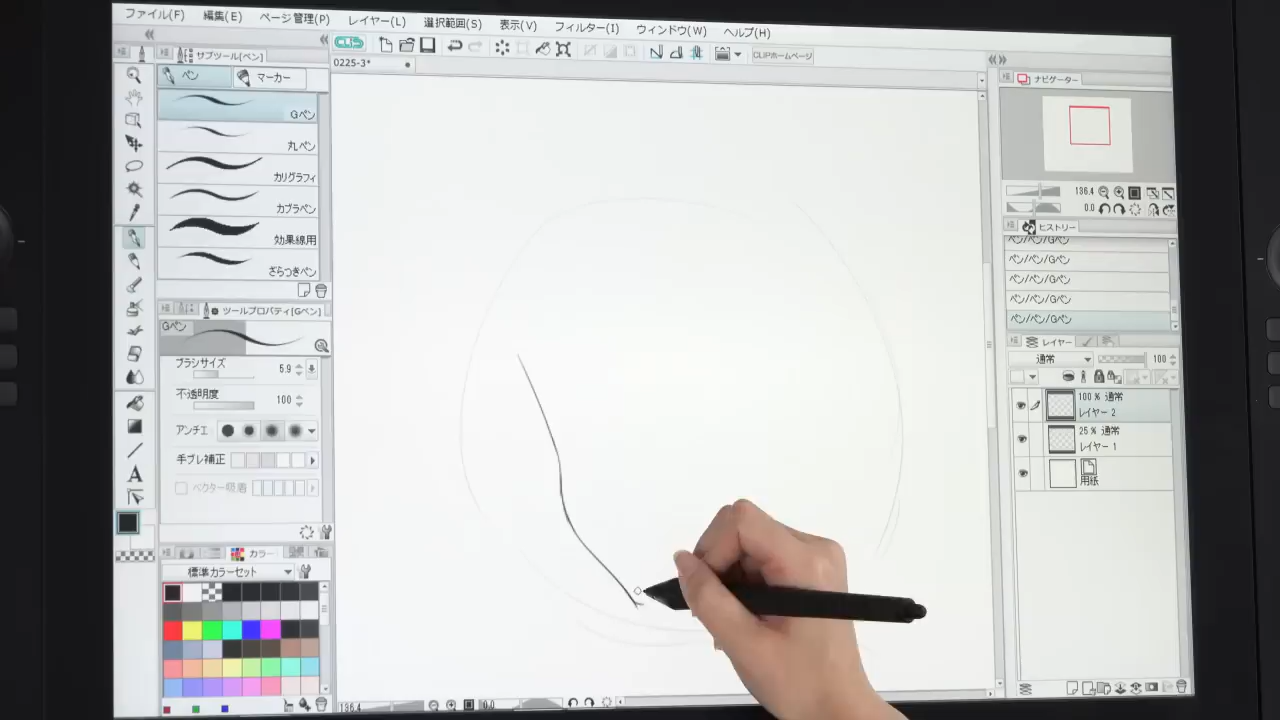 ファイル(F) 編集(E) ページ管理(P) レイヤー(L) 選択範囲(S) 表示(V) フィルター(I) ウィンドウ(W) ヘルプ(H)
サブツール[ペン]
ペン マーカー
Gペン
丸ペン
カリグラフィ
カブラペン
効果線用
ざらつきペン
ツールプロパティ[Gペン]
Gペン
ブラシサイズ 5.9
不透明度 100
アンチエ
手ブレ補正
ベクター吸着
カラー
標準カラーセット
CLIPホームページ
0225-3*
136.4 0.0
ナビゲーター
136.4
0.0
ヒストリー
ペン/ペン/Gペン
ペン/ペン/Gペン
ペン/ペン/Gペン
ペン/ペン/Gペン
ペン/ペン/Gペン
レイヤー
通常 100
100 % 通常
レイヤー 2
25 % 通常
レイヤー 1
用紙